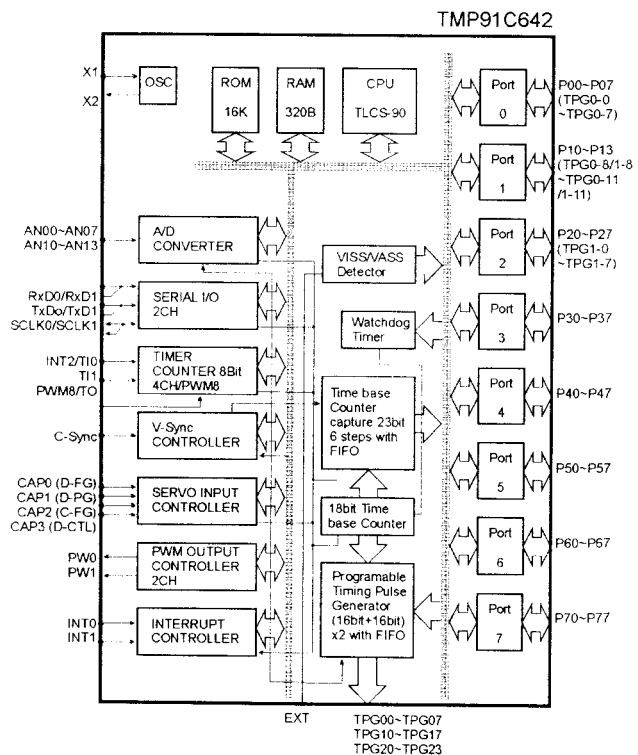 TMP91C642
X1
X2
OSC
ROM
16K
RAM
320B
CPU
TLCS-90
Port
0
P00~P07
(TPG0-0
~TPG0-7)
Port
1
P10~P13
(TPG0-8/1-8
~TPG0-11
/1-11)
AN00~AN07
AN10~AN13
A/D
CONVERTER
VISS/VASS
Detector
Port
2
P20~P27
(TPG1-0
~TPG1-7)
RxD0/RxD1
TxDo/TxD1
SCLK0/SCLK1
SERIAL I/O
2CH
Watchdog
Timer
Port
3
P30~P37
INT2/TI0
TI1
PWM8/TO
TIMER
COUNTER 8Bit
4CH/PWM8
Time base
Counter
capture 23bit
6 steps with
FIFO
Port
4
P40~P47
C-Sync
V-Sync
CONTROLLER
Port
5
P50~P57
CAP0 (D-FG)
CAP1 (D-PG)
CAP2 (C-FG)
CAP3 (D-CTL)
SERVO INPUT
CONTROLLER
18bit Time
base Counter
Port
6
P60~P67
PW0
PW1
PWM OUTPUT
CONTROLLER
2CH
Programable
Timing Pulse
Generator
(16bit+16bit)
x2 with FIFO
Port
7
P70~P77
INT0
INT1
INTERRUPT
CONTROLLER
EXT
TPG00~TPG07
TPG10~TPG17
TPG20~TPG23